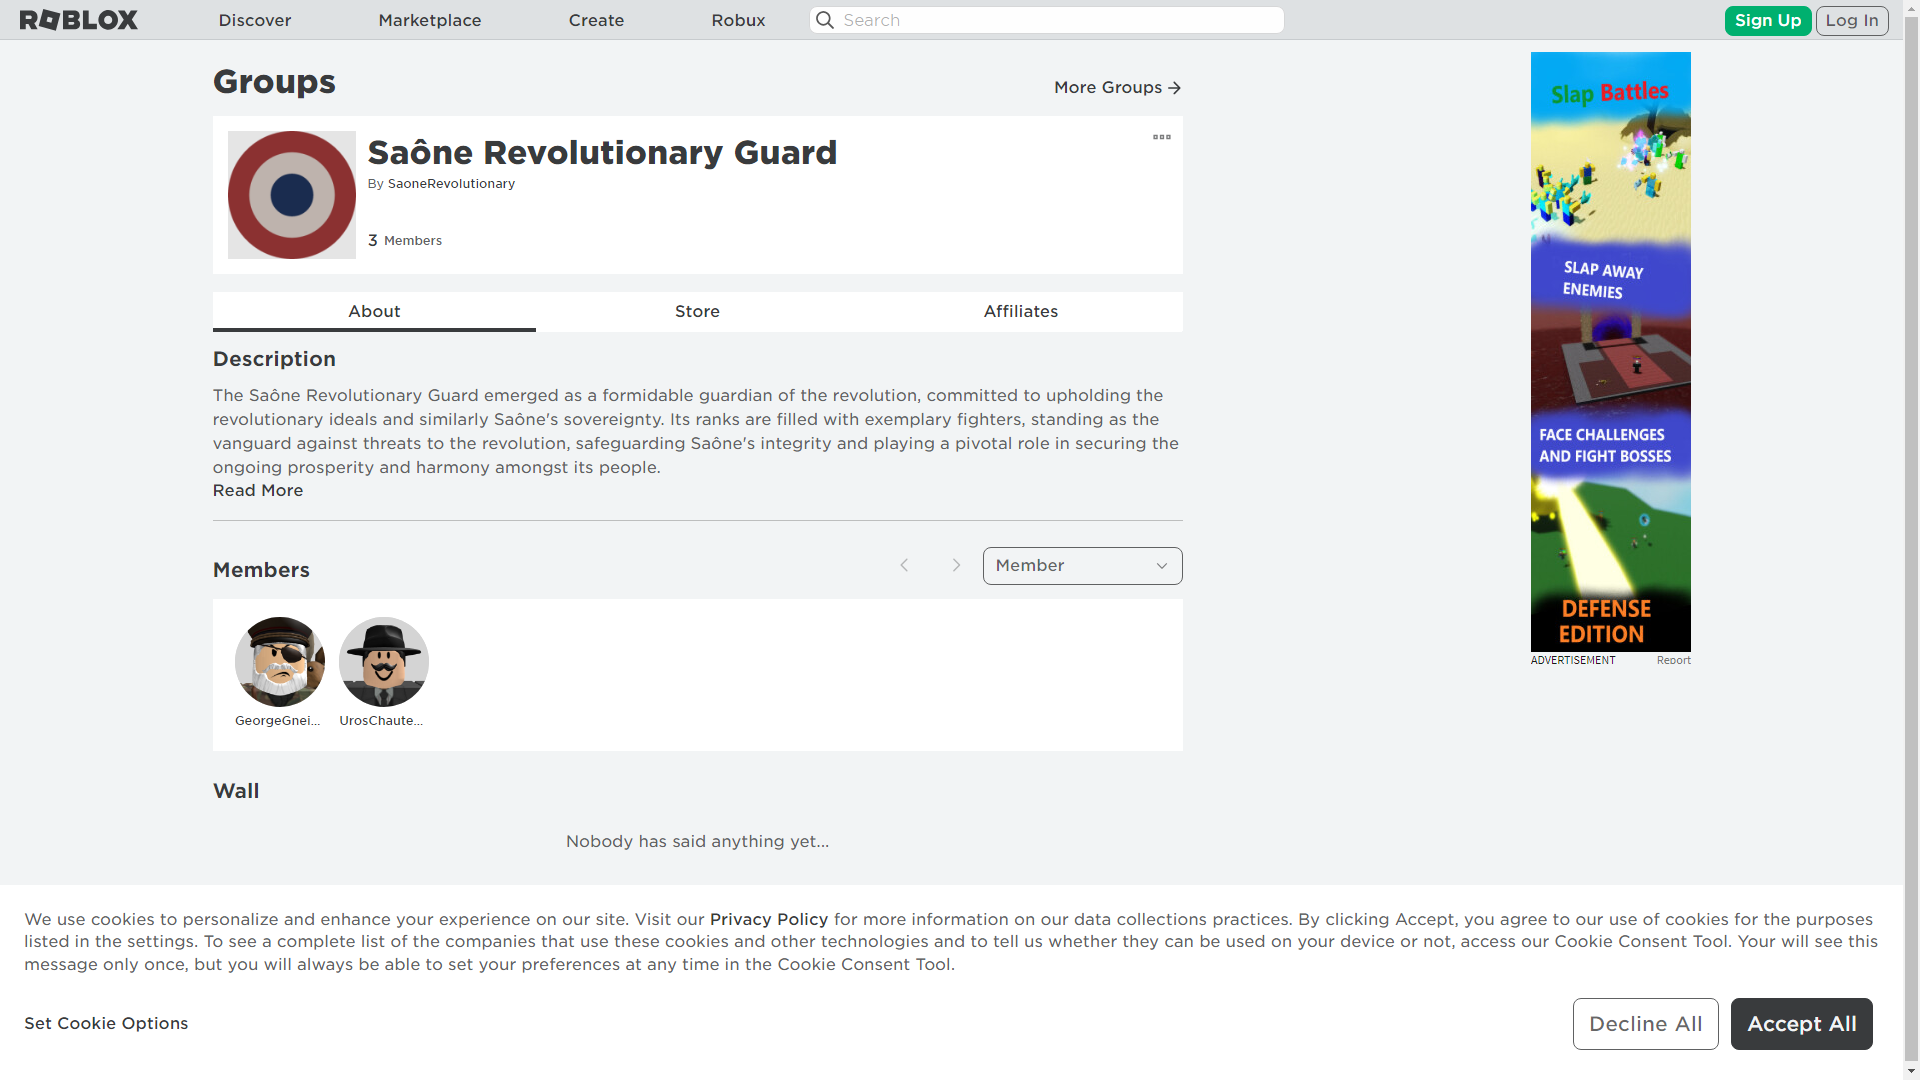 ROBLOX
Discover
Marketplace
Create
Robux
Search
Sign Up
Log In
Groups
More Groups
Saône Revolutionary Guard
By SaoneRevolutionary
3 Members
About
Store
Affiliates
Description
The Saône Revolutionary Guard emerged as a formidable guardian of the revolution, committed to upholding the
revolutionary ideals and similarly Saône's sovereignty. Its ranks are filled with exemplary fighters, standing as the
vanguard against threats to the revolution, safeguarding Saône's integrity and playing a pivotal role in securing the
ongoing prosperity and harmony amongst its people.
Read More
Members
Member
GeorgeGnei...
UrosChaute...
Wall
Nobody has said anything yet...
Slap Battles
SLAP AWAY
ENEMIES
FACE CHALLENGES
AND FIGHT BOSSES
DEFENSE
EDITION
ADVERTISEMENT
Report
We use cookies to personalize and enhance your experience on our site. Visit our Privacy Policy for more information on our data collections practices. By clicking Accept, you agree to our use of cookies for the purposes
listed in the settings. To see a complete list of the companies that use these cookies and other technologies and to tell us whether they can be used on your device or not, access our Cookie Consent Tool. Your will see this
message only once, but you will always be able to set your preferences at any time in the Cookie Consent Tool.
Set Cookie Options
Decline All
Accept All